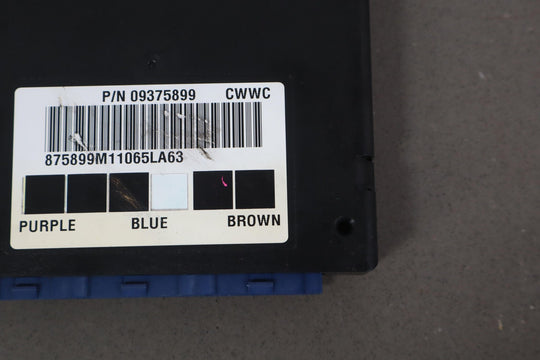 P/N 09375899 CWWC
875899M11065LA63
PURPLE BLUE BROWN